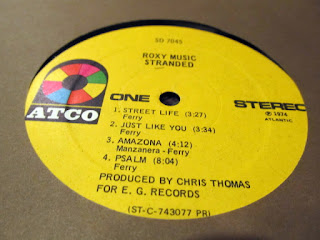 SD 7045
ROXY MUSIC
STRANDED
ATCO
ONE
STEREO
1. STREET LIFE (3:27)
Ferry
2. JUST LIKE YOU (3:34)
Ferry
3. AMAZONA (4:12)
Manzanera - Ferry
4. PSALM (8:04)
Ferry
℗ 1974
ATLANTIC
PRODUCED BY CHRIS THOMAS
FOR E. G. RECORDS
(ST-C-743077 PR)